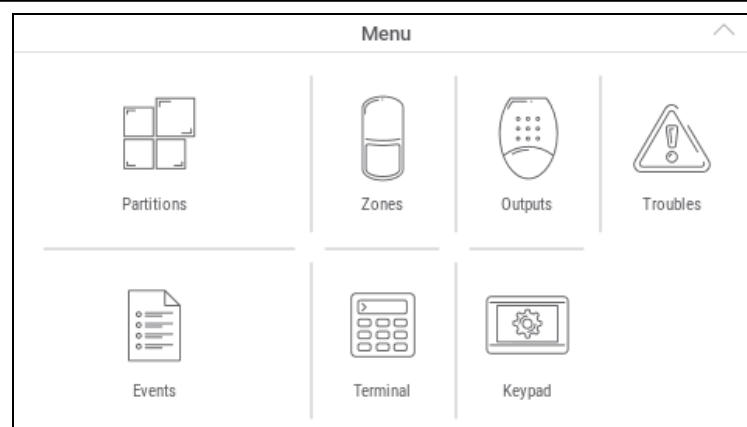 Menu
Partitions
Zones
Outputs
Troubles
Events
Terminal
Keypad